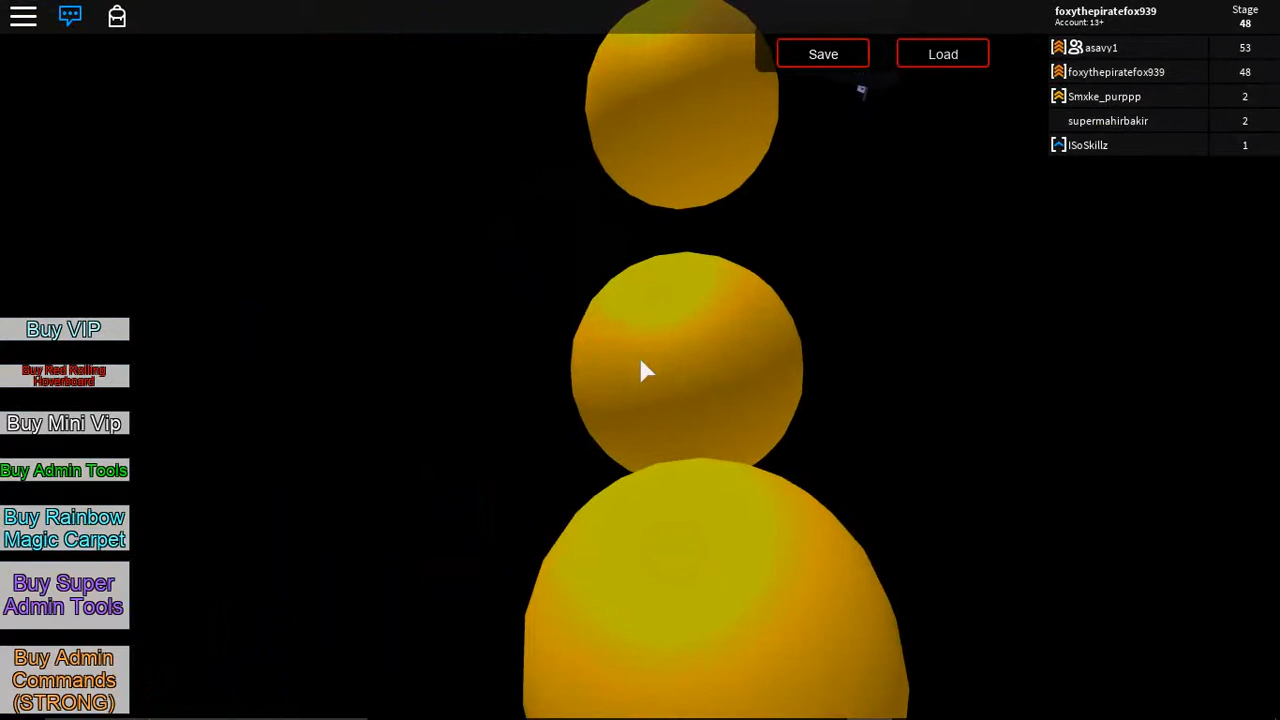 foxythepiratefox939
Account: 13+
Stage
48
Save
Load
asavy1 53
foxythepiratefox939 48
Smxke_purppp 2
supermahirbakir 2
ISoSkillz 1
Buy VIP
Buy Red Rolling
Hoverboard
Buy Mini Vip
Buy Admin Tools
Buy Rainbow
Magic Carpet
Buy Super
Admin Tools
Buy Admin
Commands
(STRONG)